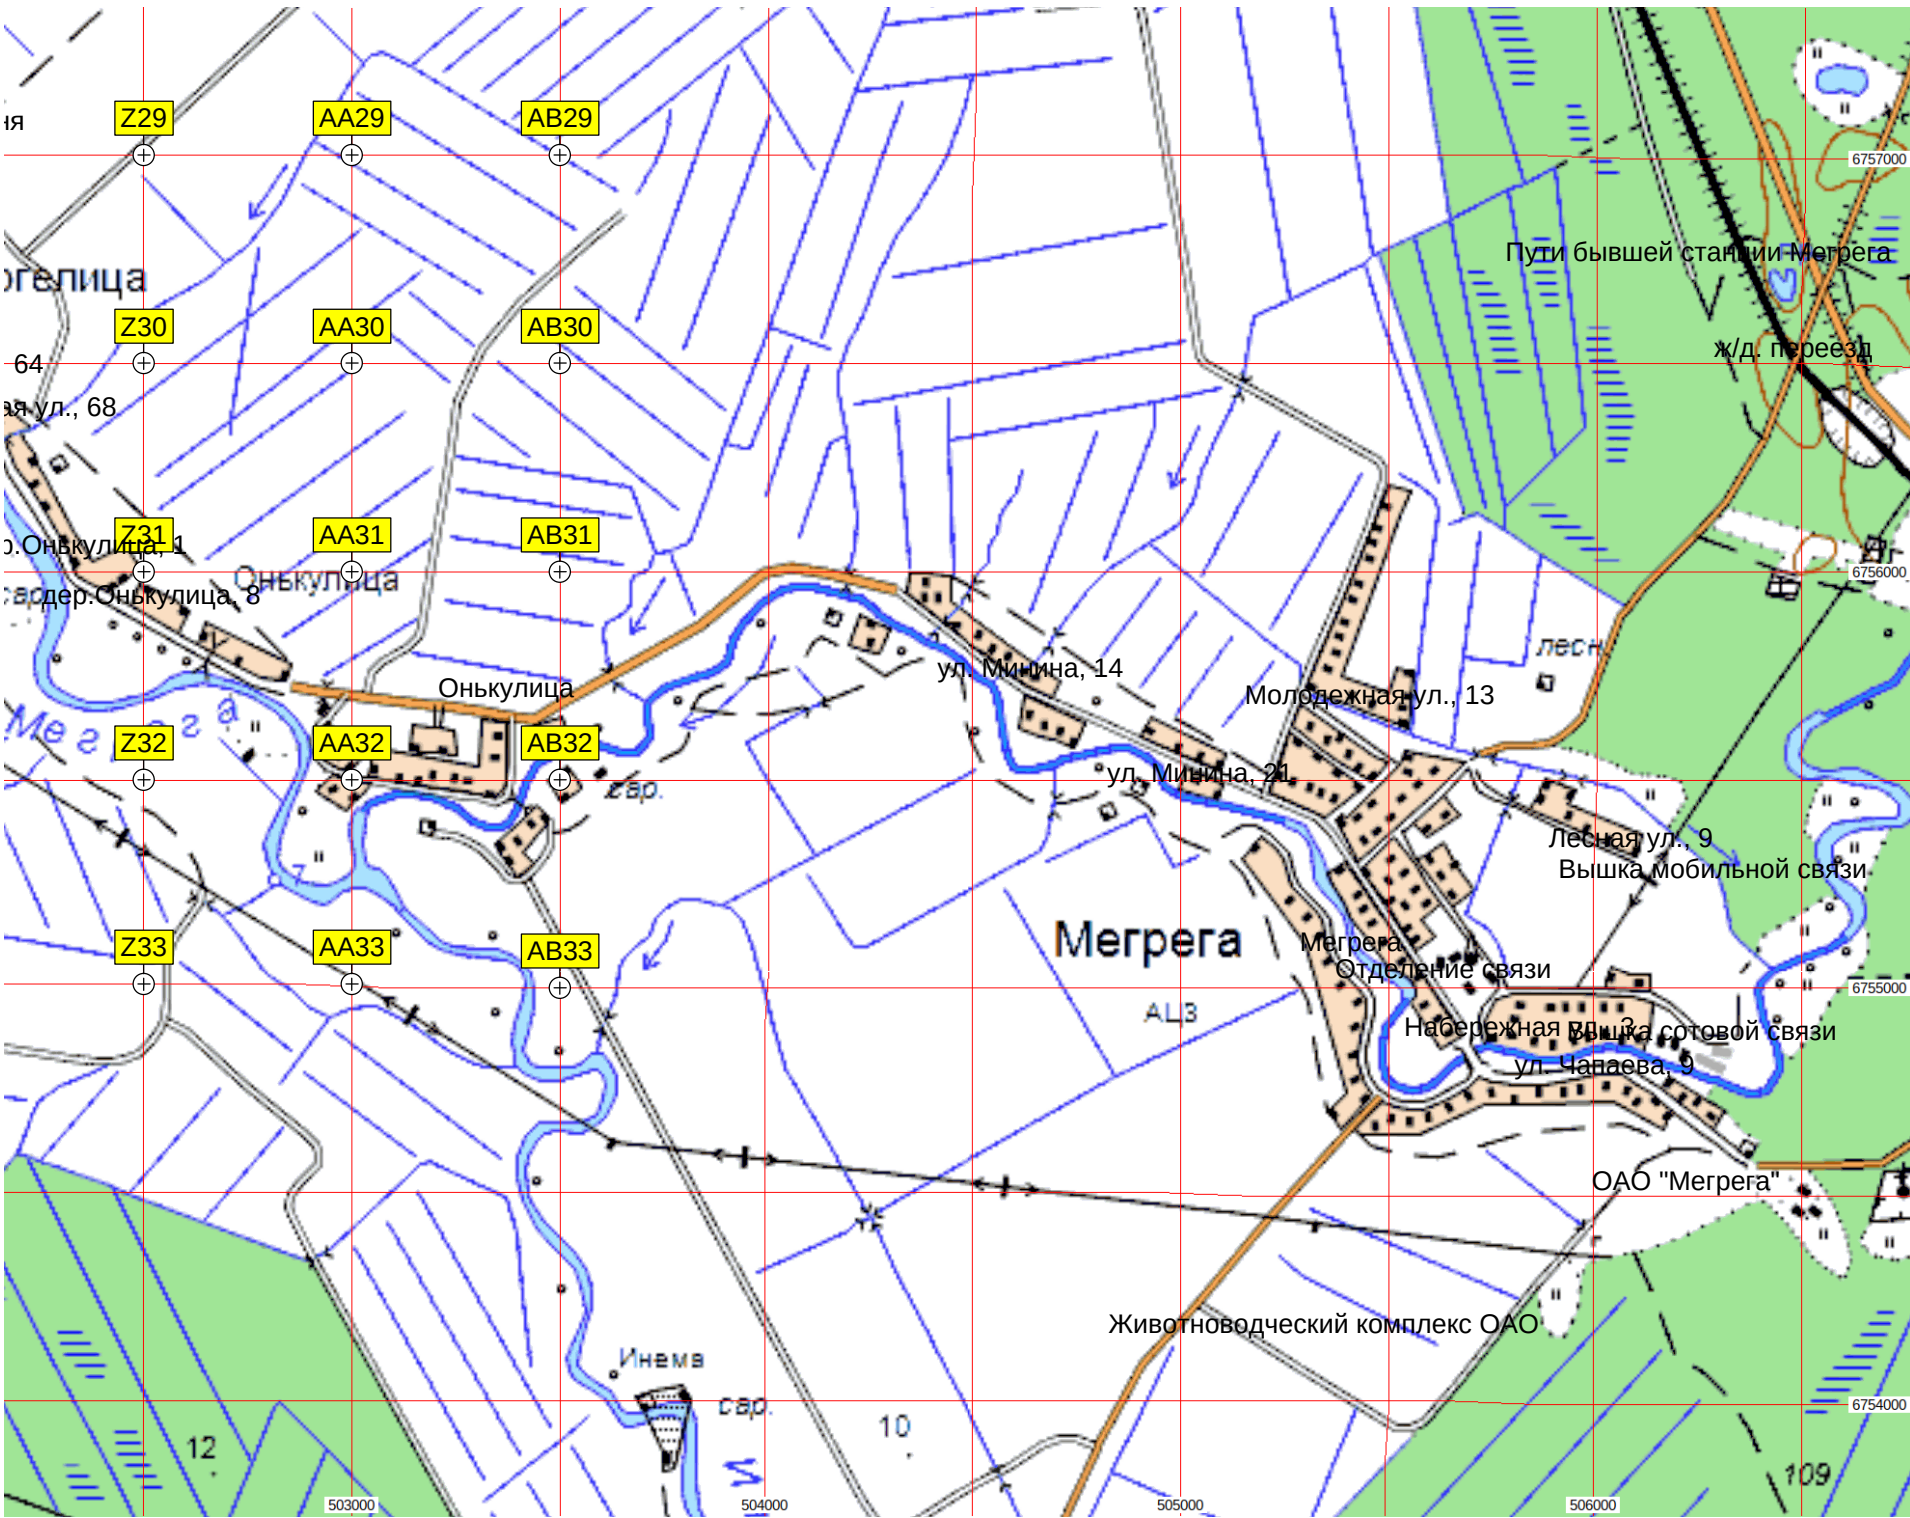 ня
Z29
AA29
AB29
6757000
Пути бывшей станции Мегрега
огелица
Z30
AA30
AB30
ж/д. переезд
64
ая ул., 68
Z31
AA31
AB31
р.Онькулица, 1
Онькулица
6756000
сар.
дер.Онькулица, 8
лесн.
ул. Минина, 14
Онькулица
Молодежная ул., 13
Мегрега
Z32
AA32
AB32
ул. Минина, 21
сар.
Лесная ул., 9
Вышка мобильной связи
Z33
AA33
AB33
Мегрега
Мегрега
Отделение связи
6755000
АЦЗ
Набережная ул., 3
Вышка сотовой связи
ул. Чапаева, 9
ОАО "Мегрега"
Животноводческий комплекс ОАО
Инема
сар.
6754000
10
12
И
109
503000
504000
505000
506000